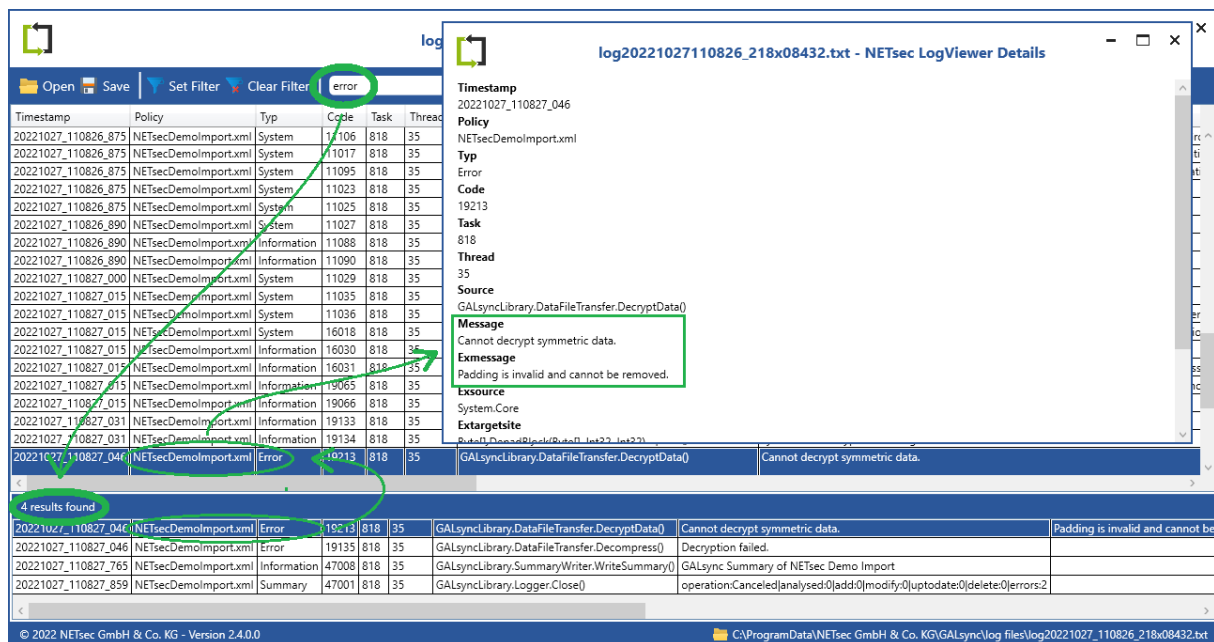 log
log20221027110826_218x08432.txt - NETsec LogViewer Details
Open Save Set Filter Clear Filter error
Timestamp Policy Typ Code Task Thread
20221027_110826_875 NETsecDemoImport.xml System 11106 818 35
20221027_110826_875 NETsecDemoImport.xml System 11017 818 35
20221027_110826_875 NETsecDemoImport.xml System 11095 818 35
20221027_110826_875 NETsecDemoImport.xml System 11023 818 35
20221027_110826_875 NETsecDemoImport.xml System 11025 818 35
20221027_110826_890 NETsecDemoImport.xml System 11027 818 35
20221027_110826_890 NETsecDemoImport.xml Information 11088 818 35
20221027_110826_890 NETsecDemoImport.xml Information 11090 818 35
20221027_110827_000 NETsecDemoImport.xml System 11029 818 35
20221027_110827_015 NETsecDemoImport.xml System 11035 818 35
20221027_110827_015 NETsecDemoImport.xml System 11036 818 35
20221027_110827_015 NETsecDemoImport.xml System 16018 818 35
20221027_110827_015 NETsecDemoImport.xml Information 16030 818 35
20221027_110827_015 NETsecDemoImport.xml Information 16031 818 35
20221027_110827_015 NETsecDemoImport.xml Information 19065 818 35
20221027_110827_015 NETsecDemoImport.xml Information 19066 818 35
20221027_110827_031 NETsecDemoImport.xml Information 19133 818 35
20221027_110827_031 NETsecDemoImport.xml Information 19134 818 35
20221027_110827_046 NETsecDemoImport.xml Error 19213 818 35 GALsyncLibrary.DataFileTransfer.DecryptData() Cannot decrypt symmetric data.
Timestamp
20221027_110827_046
Policy
NETsecDemoImport.xml
Typ
Error
Code
19213
Task
818
Thread
35
Source
GALsyncLibrary.DataFileTransfer.DecryptData()
Message
Cannot decrypt symmetric data.
Exmessage
Padding is invalid and cannot be removed.
Exsource
System.Core
Extargetsite
4 results found
20221027_110827_046 NETsecDemoImport.xml Error 19213 818 35 GALsyncLibrary.DataFileTransfer.DecryptData() Cannot decrypt symmetric data. Padding is invalid and cannot be
20221027_110827_046 NETsecDemoImport.xml Error 19135 818 35 GALsyncLibrary.DataFileTransfer.Decompress() Decryption failed.
20221027_110827_765 NETsecDemoImport.xml Information 47008 818 35 GALsyncLibrary.SummaryWriter.WriteSummary() GALsync Summary of NETsec Demo Import
20221027_110827_859 NETsecDemoImport.xml Summary 47001 818 35 GALsyncLibrary.Logger.Close() operation:Canceled|analysed:0|add:0|modify:0|uptodate:0|delete:0|errors:2
© 2022 NETsec GmbH & Co. KG - Version 2.4.0.0 C:\ProgramData\NETsec GmbH & Co. KG\GALsync\log files\log20221027_110826_218x08432.txt